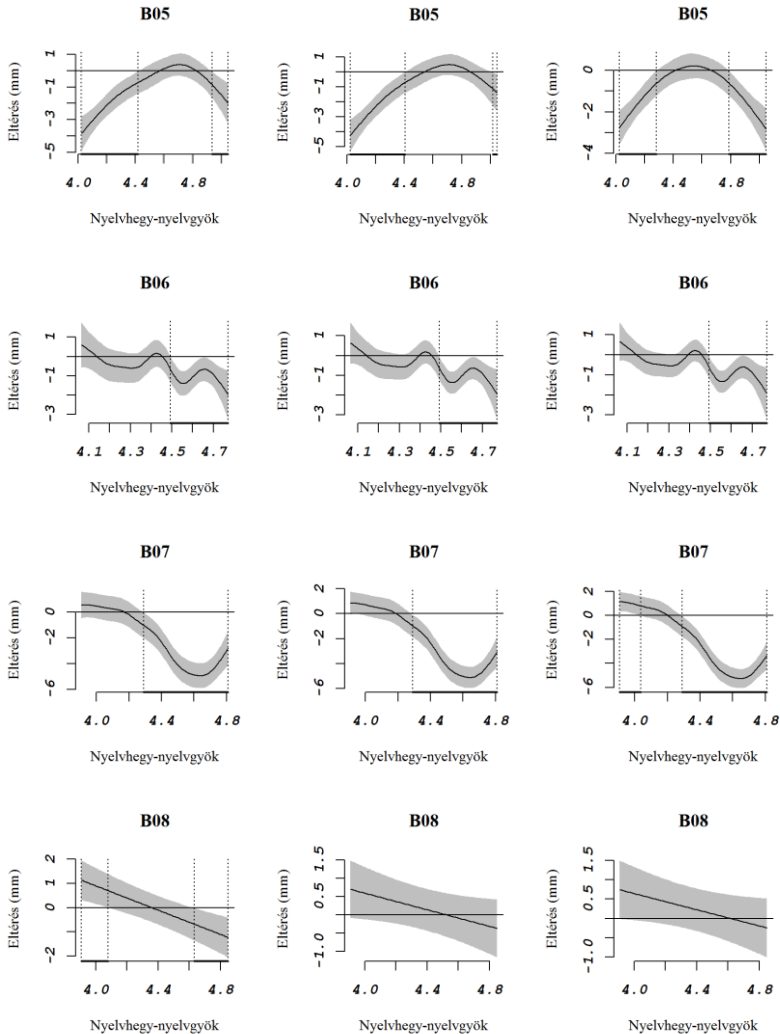 B05 B05 B05
Eltérés (mm) Eltérés (mm) Eltérés (mm)
1 1 0
-1 -1 -2
-3 -3 -4
-5 -5
4.0 4.4 4.8 4.0 4.4 4.8 4.0 4.4 4.8
Nyelvhegy-nyelvgyök Nyelvhegy-nyelvgyök Nyelvhegy-nyelvgyök
B06 B06 B06
Eltérés (mm) Eltérés (mm) Eltérés (mm)
1 1 1
-1 -1 -1
-3 -3 -3
4.1 4.3 4.5 4.7 4.1 4.3 4.5 4.7 4.1 4.3 4.5 4.7
Nyelvhegy-nyelvgyök Nyelvhegy-nyelvgyök Nyelvhegy-nyelvgyök
B07 B07 B07
Eltérés (mm) Eltérés (mm) Eltérés (mm)
0 2 2
-2 0 0
-6 -2 -2
-6 -6
4.0 4.4 4.8 4.0 4.4 4.8 4.0 4.4 4.8
Nyelvhegy-nyelvgyök Nyelvhegy-nyelvgyök Nyelvhegy-nyelvgyök
B08 B08 B08
Eltérés (mm) Eltérés (mm) Eltérés (mm)
2 1.5 1.5
1 0.5 0.5
0 -1.0 -1.0
-2
4.0 4.4 4.8 4.0 4.4 4.8 4.0 4.4 4.8
Nyelvhegy-nyelvgyök Nyelvhegy-nyelvgyök Nyelvhegy-nyelvgyök